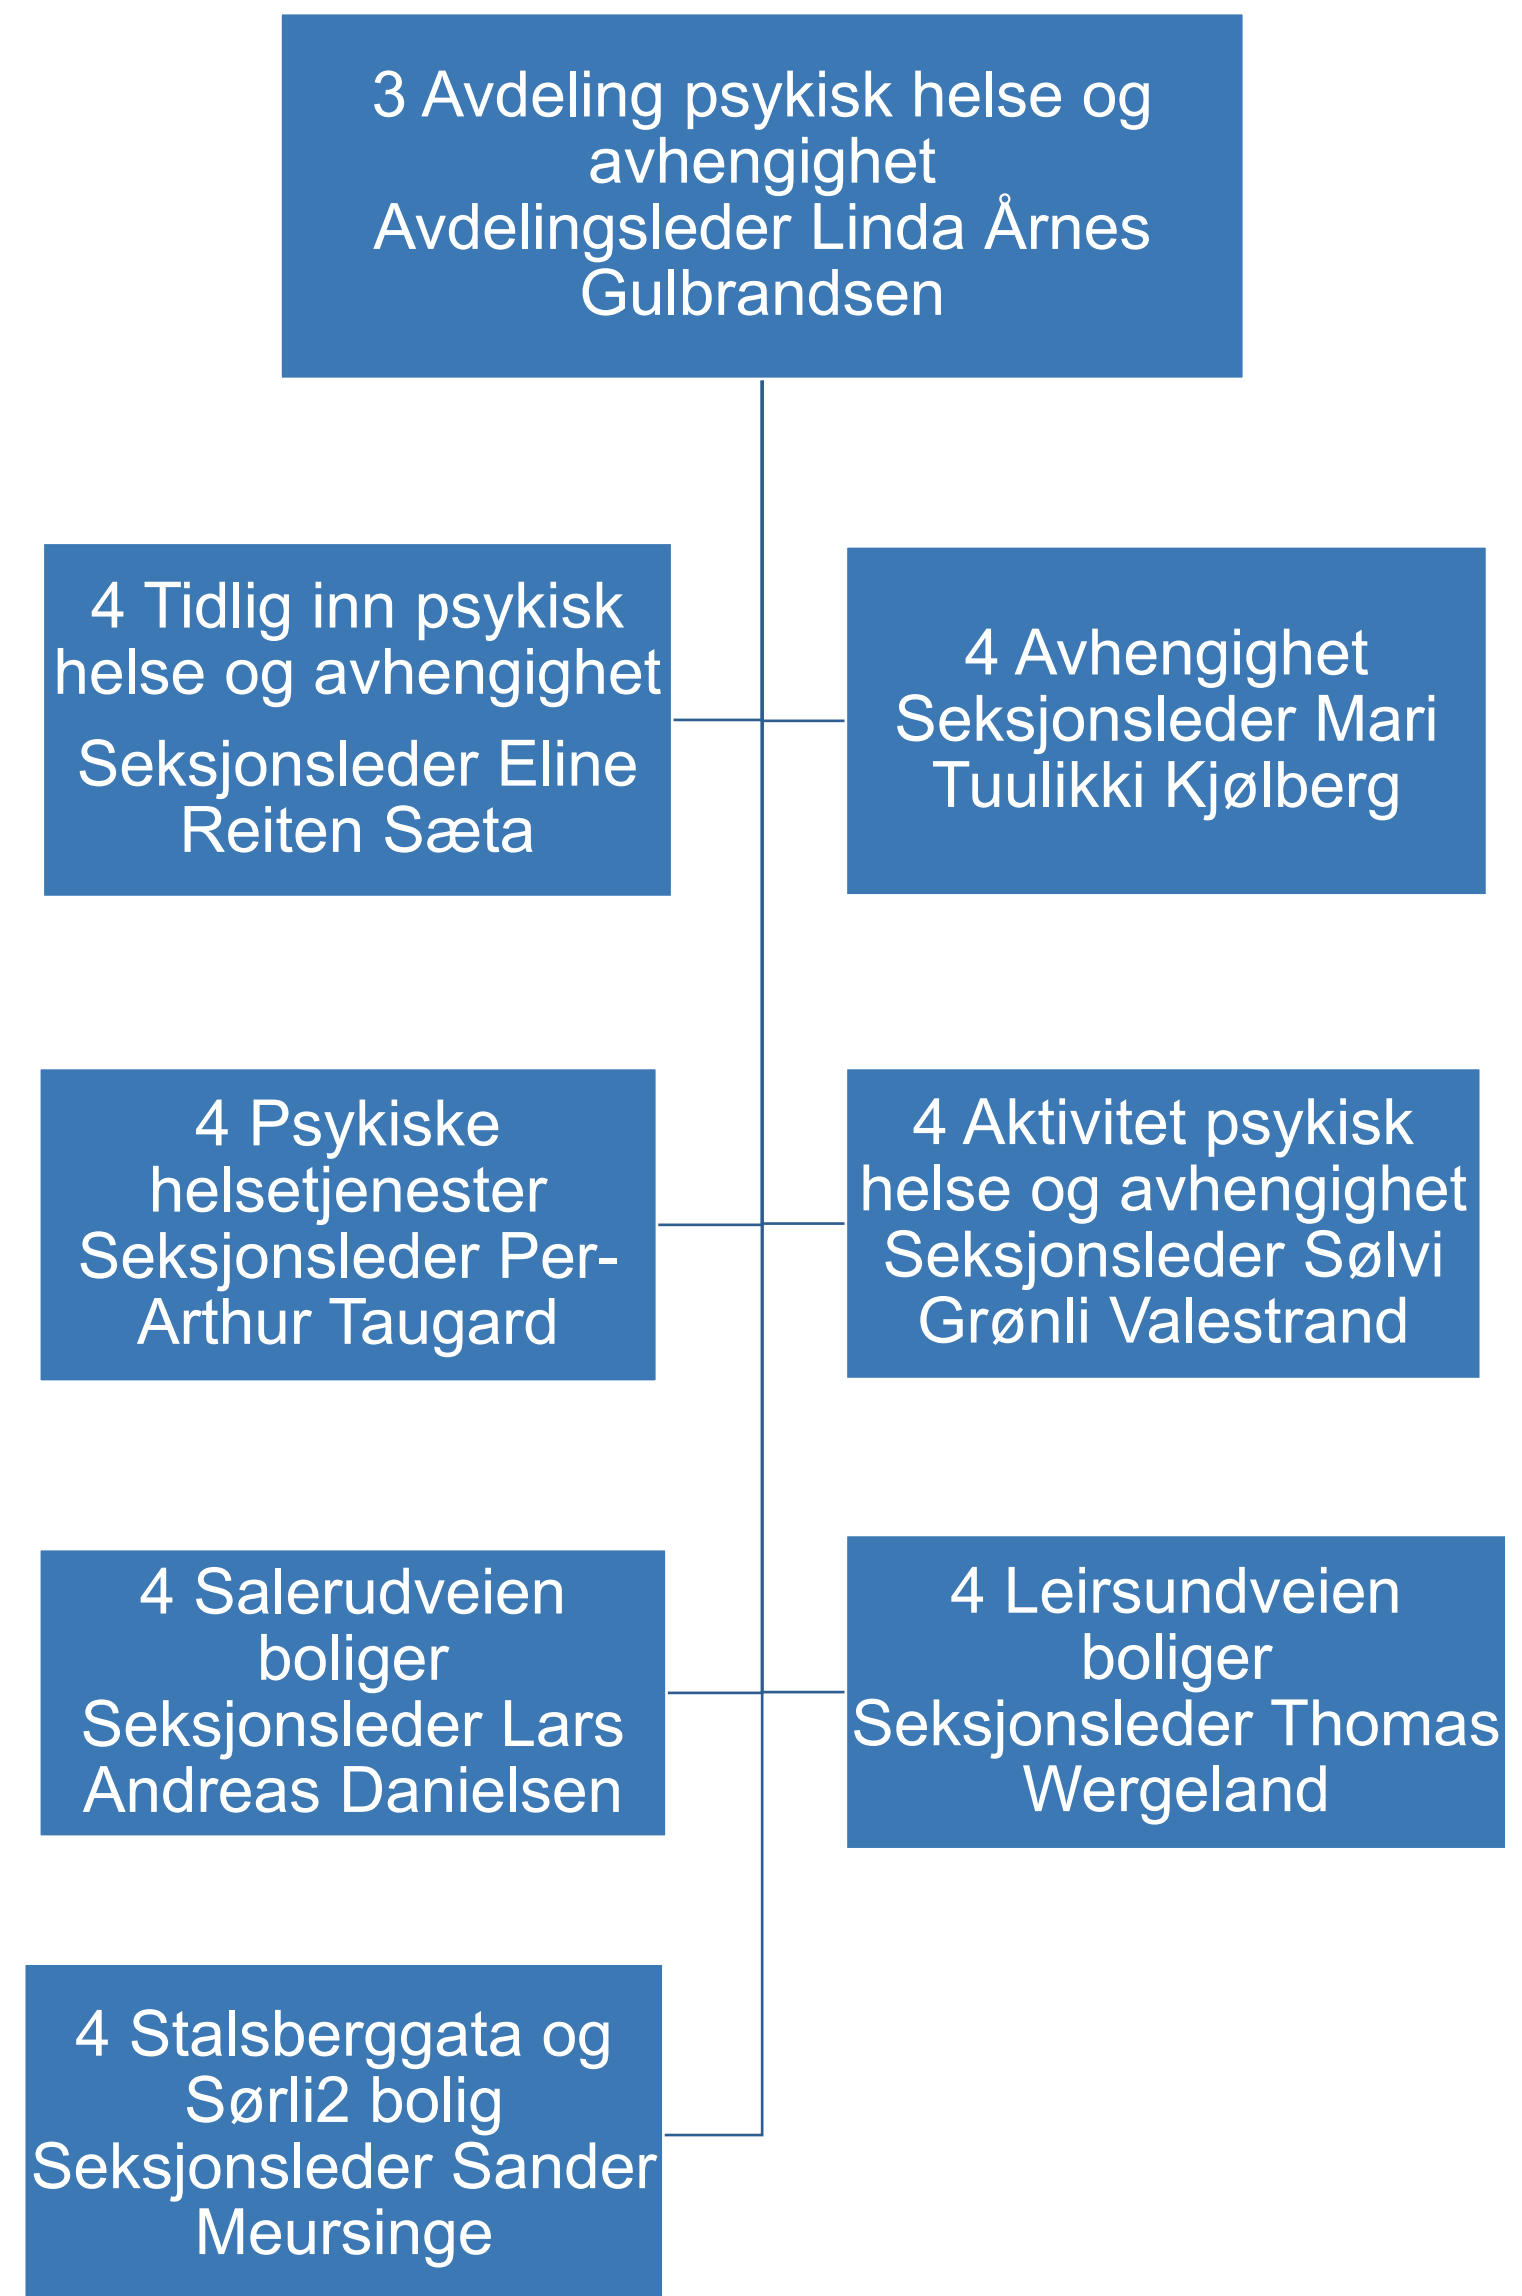 3 Avdeling psykisk helse og
avhengighet
Avdelingsleder Linda Årnes
Gulbrandsen
4 Tidlig inn psykisk
helse og avhengighet
Seksjonsleder Eline
Reiten Sæta
4 Avhengighet
Seksjonsleder Mari
Tuulikki Kjølberg
4 Psykiske
helsetjenester
Seksjonsleder Per-
Arthur Taugard
4 Aktivitet psykisk
helse og avhengighet
Seksjonsleder Sølvi
Grønli Valestrand
4 Salerudveien
boliger
Seksjonsleder Lars
Andreas Danielsen
4 Leirsundveien
boliger
Seksjonsleder Thomas
Wergeland
4 Stalsberggata og
Sørli2 bolig
Seksjonsleder Sander
Meursinge